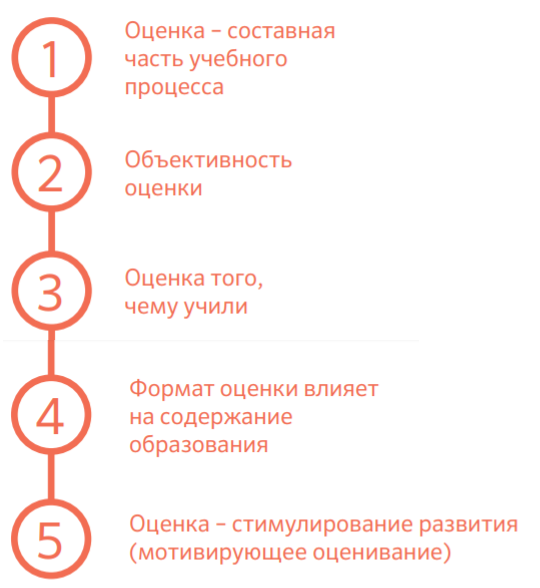 1
Оценка – составная
часть учебного
процесса
2
Объективность
оценки
3
Оценка того,
чему учили
4
Формат оценки влияет
на содержание
образования
5
Оценка – стимулирование развития
(мотивирующее оценивание)